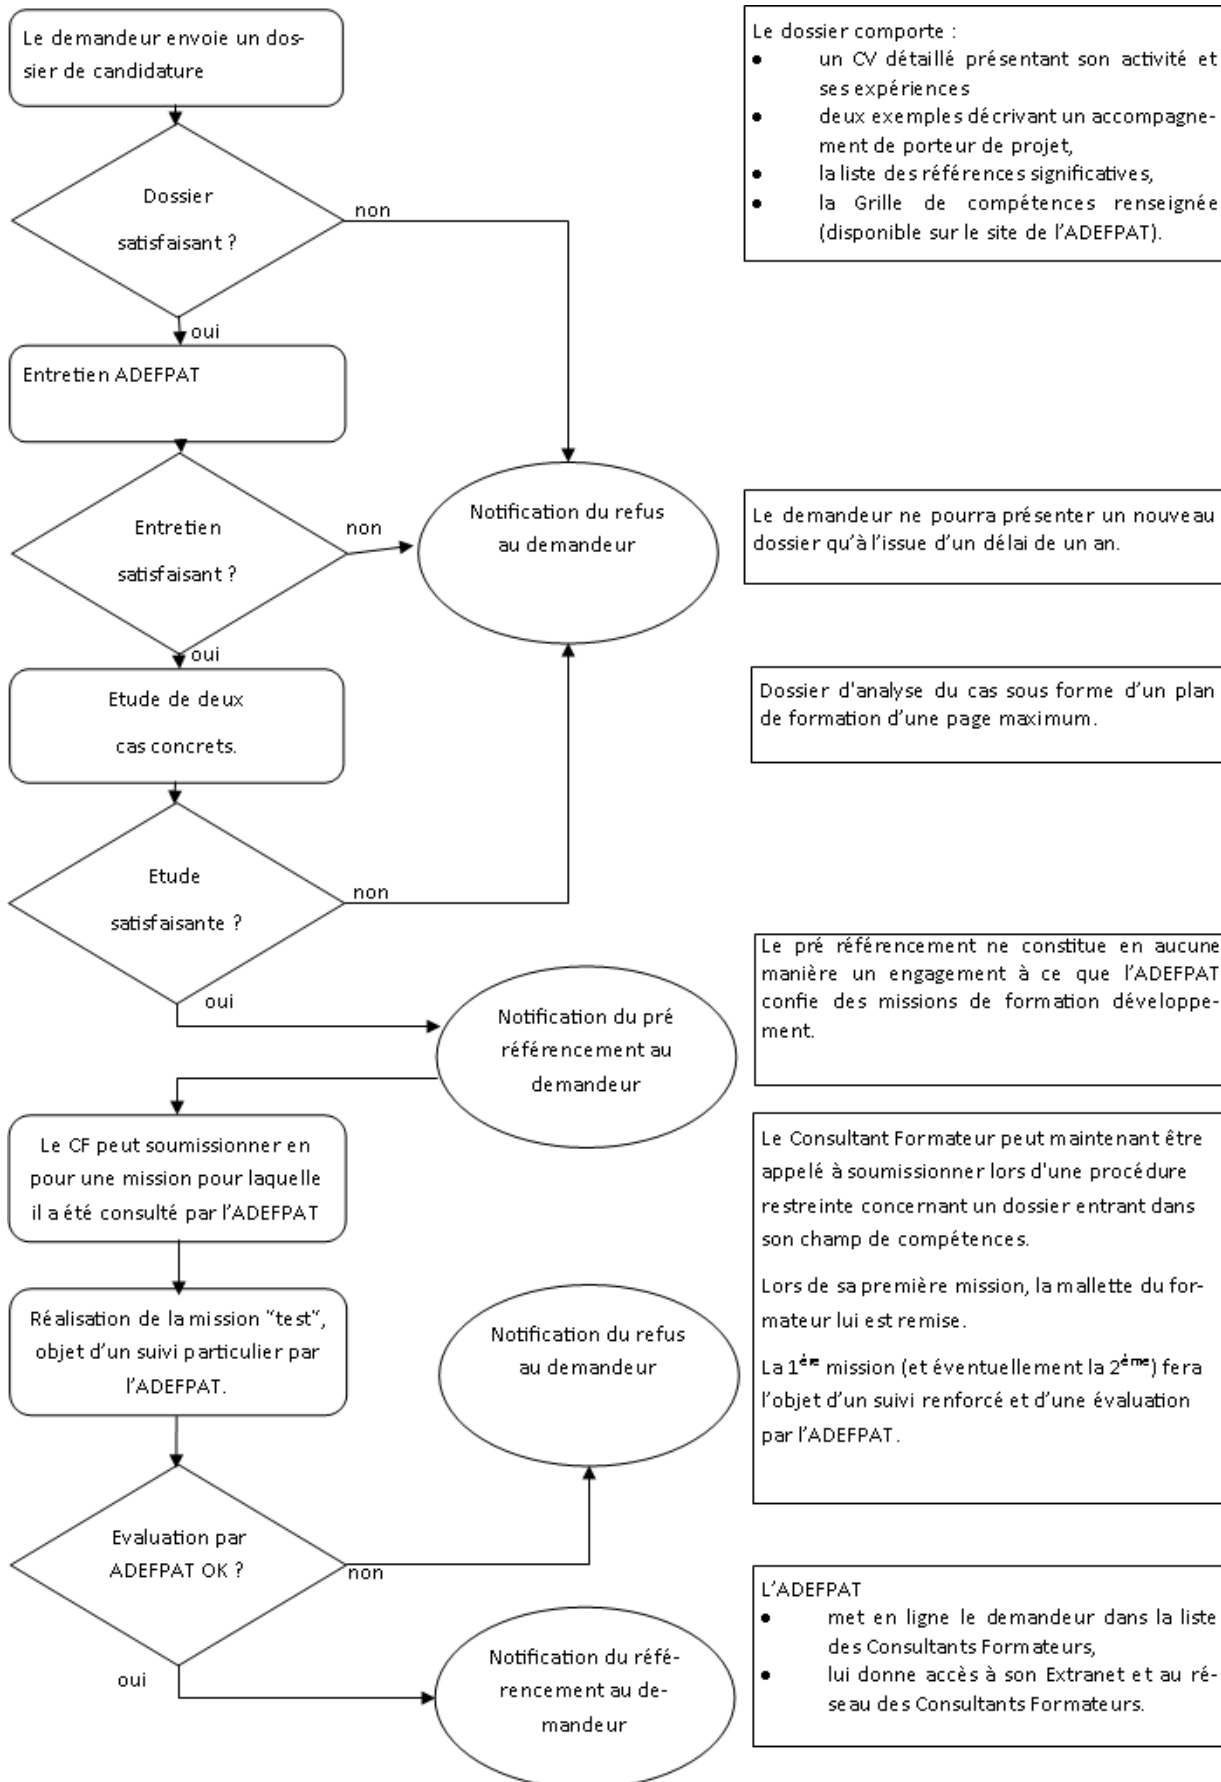 Le demandeur envoie un dos-
sier de candidature
Le dossier comporte :
• un CV détaillé présentant son activité et
ses expériences
• deux exemples décrivant un accompagne-
ment de porteur de projet,
• la liste des références significatives,
• la Grille de compétences renseignée
(disponible sur le site de l'ADEFPAT).
Dossier
satisfaisant ?
non
oui
Entretien ADEFPAT
Entretien
satisfaisant ?
non
Notification du refus
au demandeur
Le demandeur ne pourra présenter un nouveau
dossier qu'à l'issue d'un délai de un an.
oui
Etude de deux
cas concrets.
Dossier d'analyse du cas sous forme d'un plan
de formation d'une page maximum.
Etude
satisfaisante ?
non
oui
Notification du pré
référencement au
demandeur
Le pré référencement ne constitue en aucune
manière un engagement à ce que l'ADEFPAT
confie des missions de formation développe-
ment.
Le CF peut soumissionner en
pour une mission pour laquelle
il a été consulté par l'ADEFPAT
Le Consultant Formateur peut maintenant être
appelé à soumissionner lors d'une procédure
restreinte concernant un dossier entrant dans
son champ de compétences.
Lors de sa première mission, la mallette du for-
mateur lui est remise.
La 1ère mission (et éventuellement la 2ème) fera
l'objet d'un suivi renforcé et d'une évaluation
par l'ADEFPAT.
Réalisation de la mission "test",
objet d'un suivi particulier par
l'ADEFPAT.
Notification du refus
au demandeur
Evaluation par
ADEFPAT OK ?
non
oui
Notification du réfé-
rencement au de-
mandeur
L'ADEFPAT
• met en ligne le demandeur dans la liste
des Consultants Formateurs,
• lui donne accès à son Extranet et au ré-
seau des Consultants Formateurs.